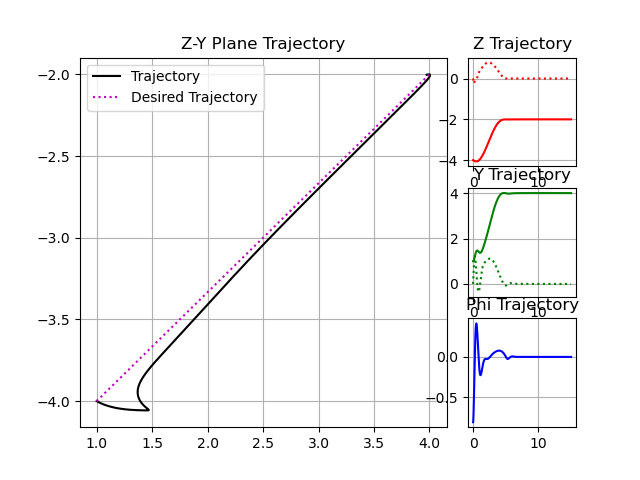 Z-Y Plane Trajectory
Trajectory
Desired Trajectory
−2.0
−2.5
−3.0
−3.5
−4.0
1.0 1.5 2.0 2.5 3.0 3.5 4.0
Z Trajectory
0
−2
−4
0 10
Y Trajectory
4
2
0
0 10
Phi Trajectory
0.0
−0.5
0 10